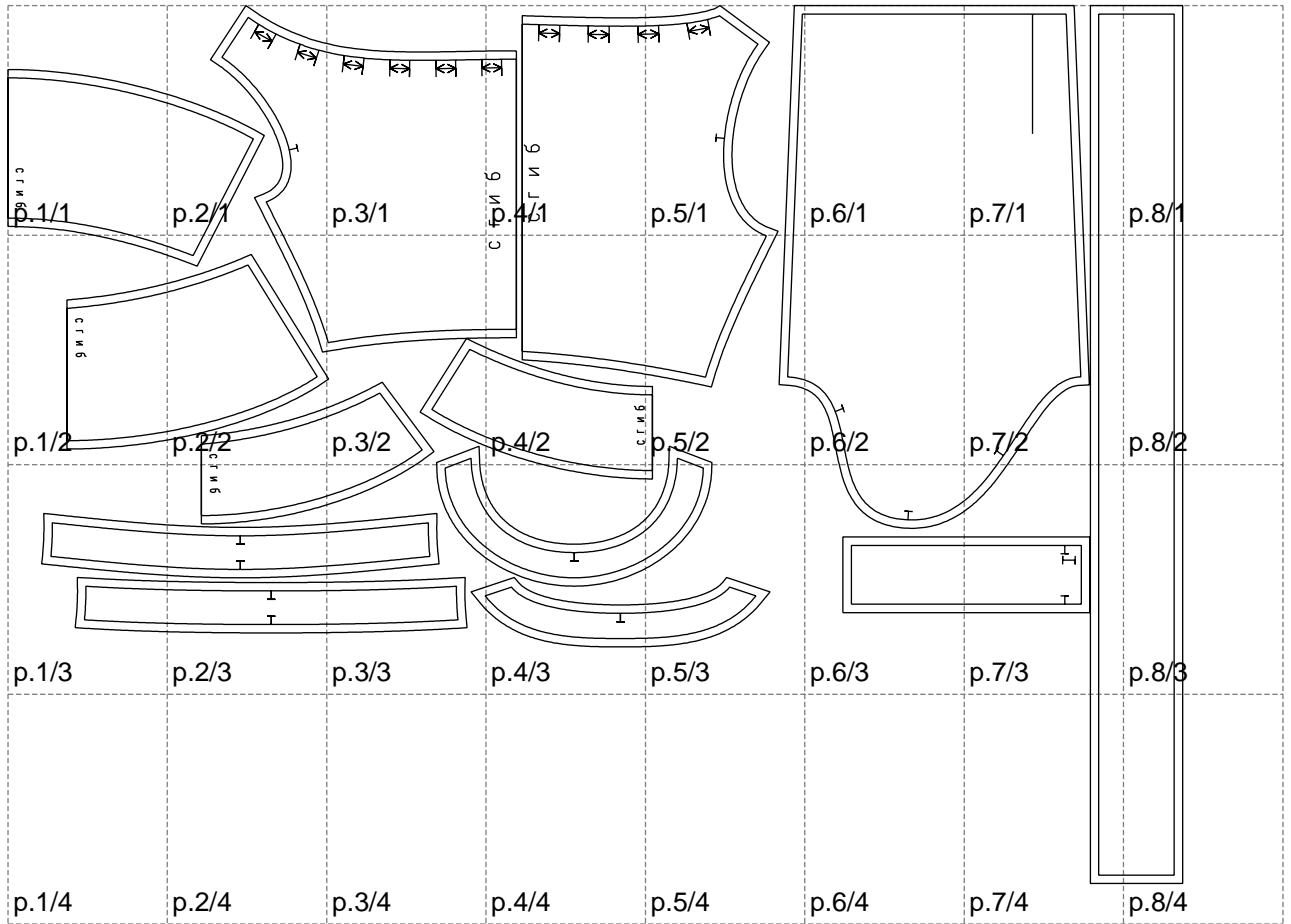 сгиб
p.1/1
p.2/1
p.3/1
сгиб
p.4/1
сгиб
p.5/1
p.6/1
p.7/1
p.8/1
сгиб
p.1/2
p.2/2
p.3/2
p.4/2
сгиб
p.5/2
p.6/2
p.7/2
p.8/2
сгиб
p.1/3
p.2/3
p.3/3
p.4/3
p.5/3
p.6/3
p.7/3
p.8/3
p.1/4
p.2/4
p.3/4
p.4/4
p.5/4
p.6/4
p.7/4
p.8/4